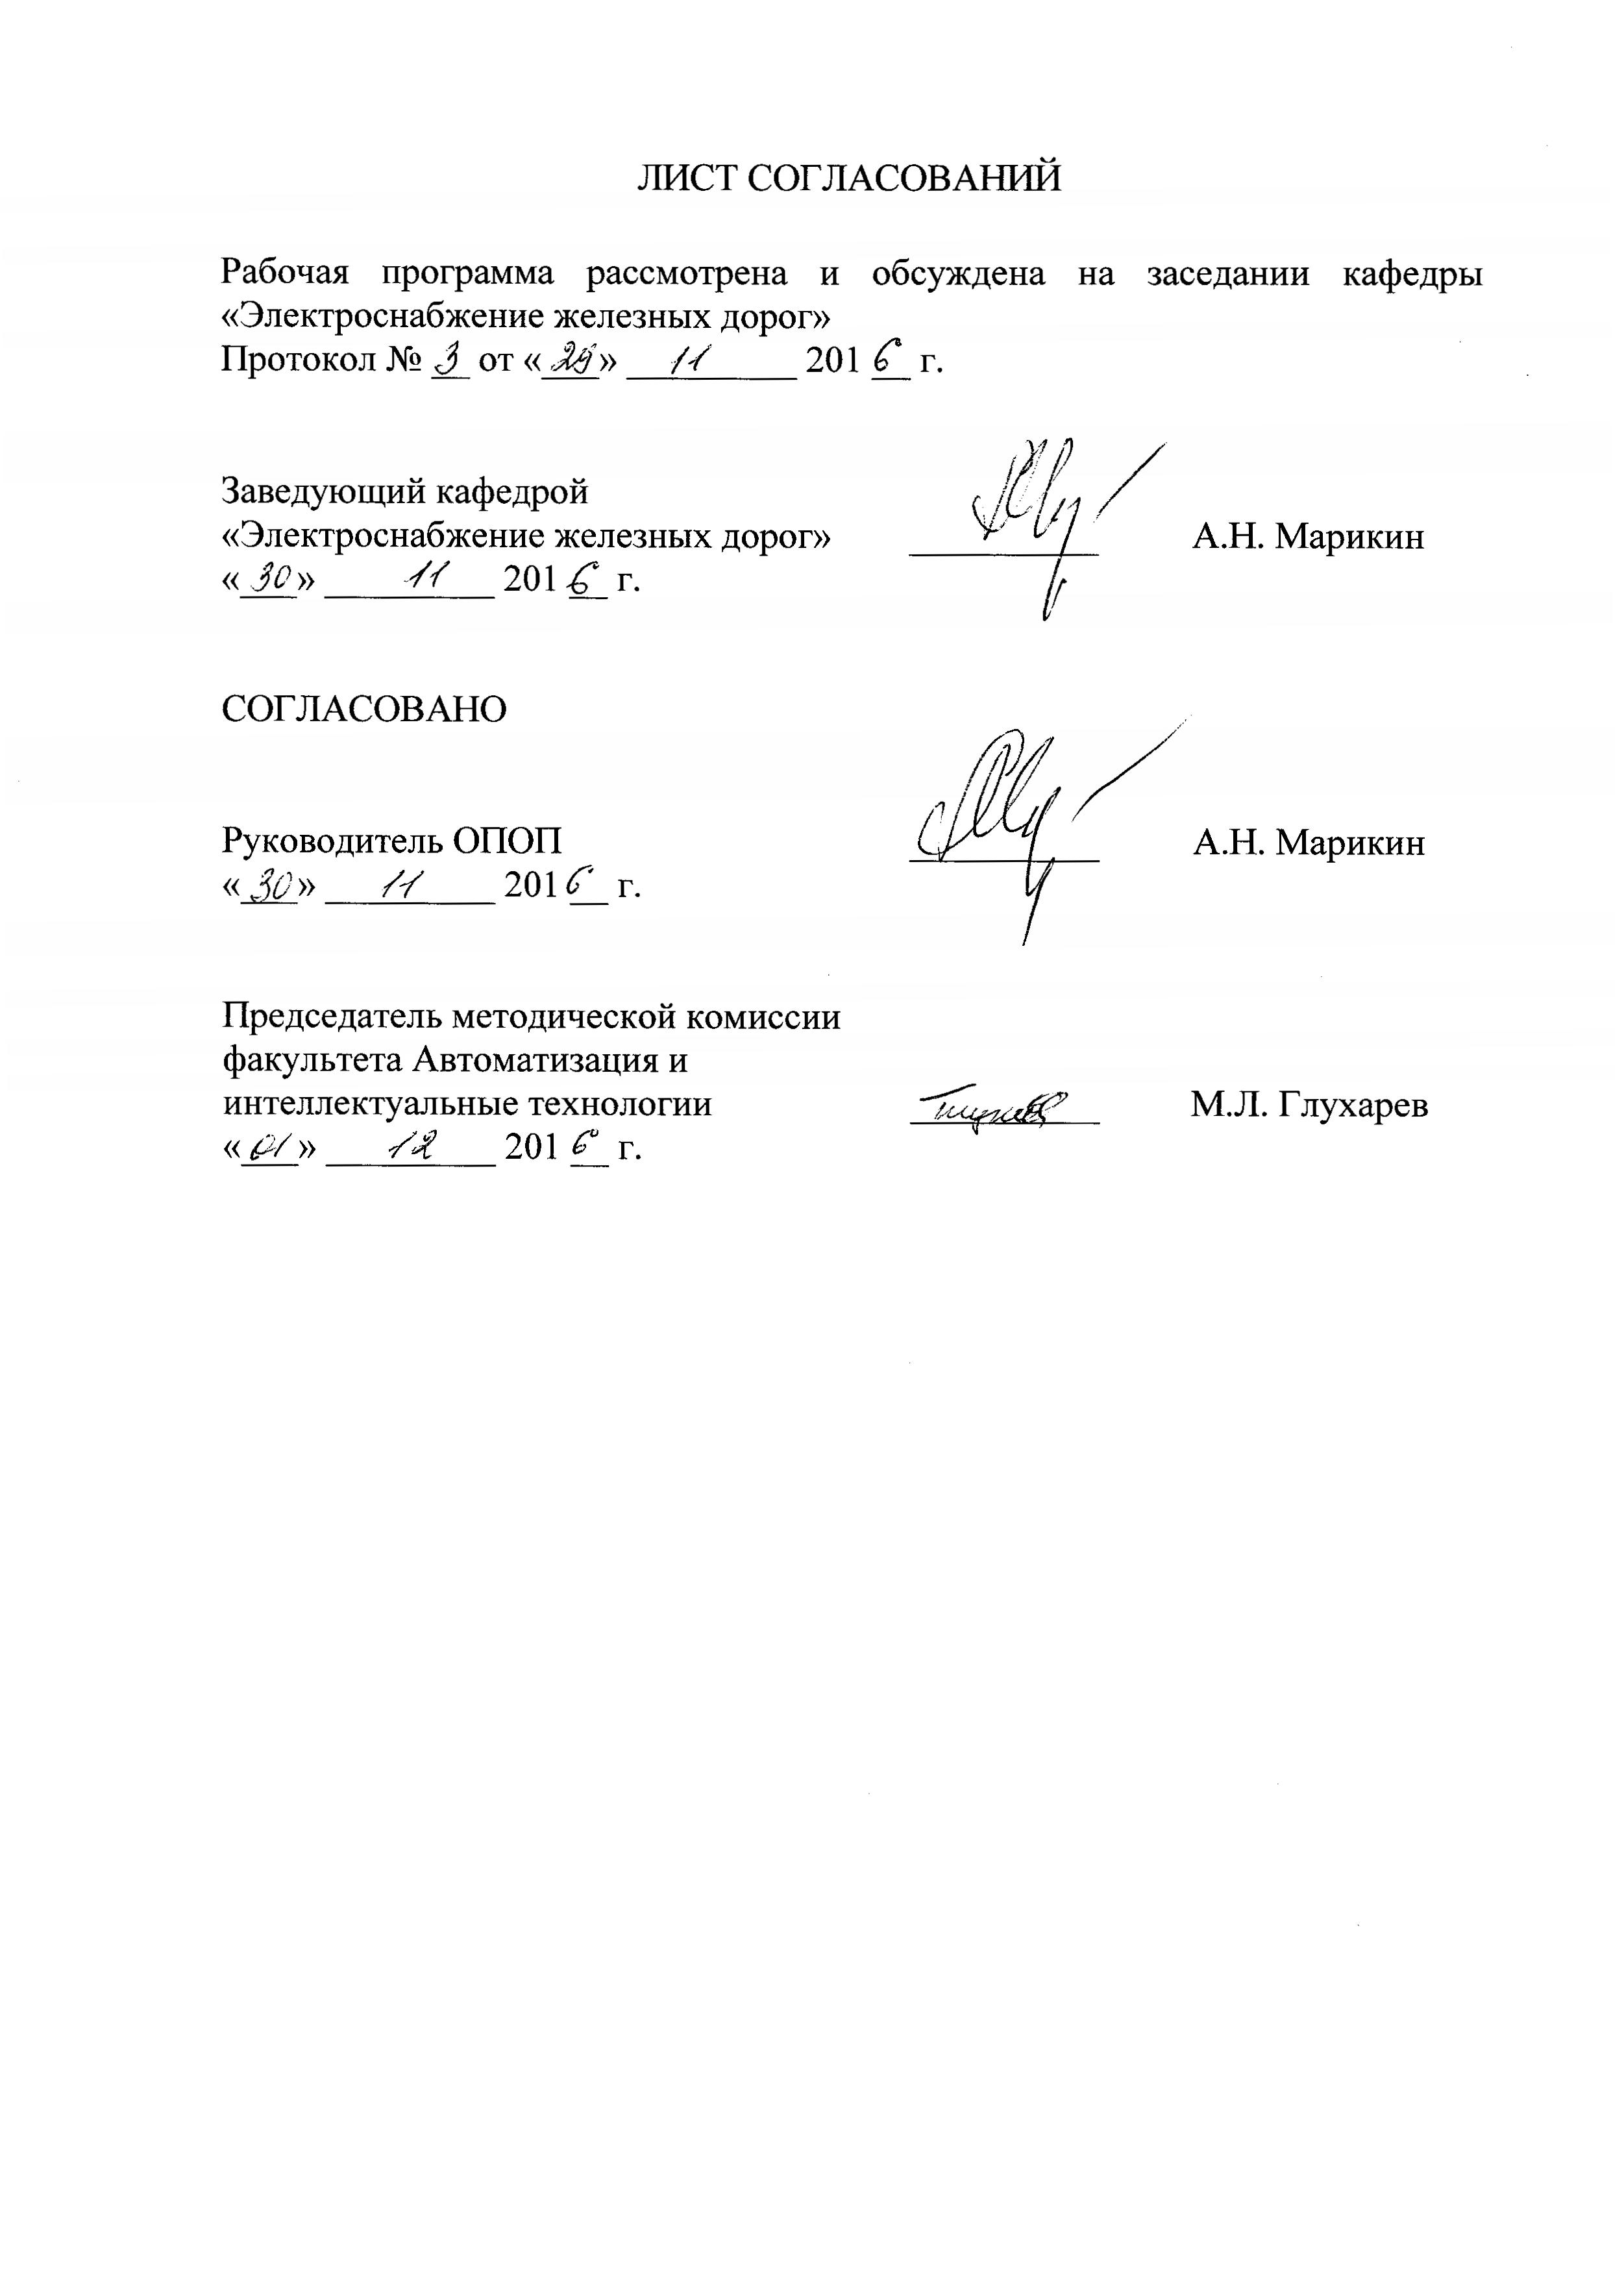 ЛИСТ СОГЛАСОВАНИЙ
Рабочая программа рассмотрена и обсуждена на заседании кафедры
«Электроснабжение железных дорог»
Протокол № 3 от «29» 11 2016 г.
Заведующий кафедрой
«Электроснабжение железных дорог» А.Н. Марикин
«30» 11 2016 г.
СОГЛАСОВАНО
Руководитель ОПОП А.Н. Марикин
«30» 11 2016 г.
Председатель методической комиссии
факультета Автоматизация и
интеллектуальные технологии М.Л. Глухарев
«01» 12 2016 г.